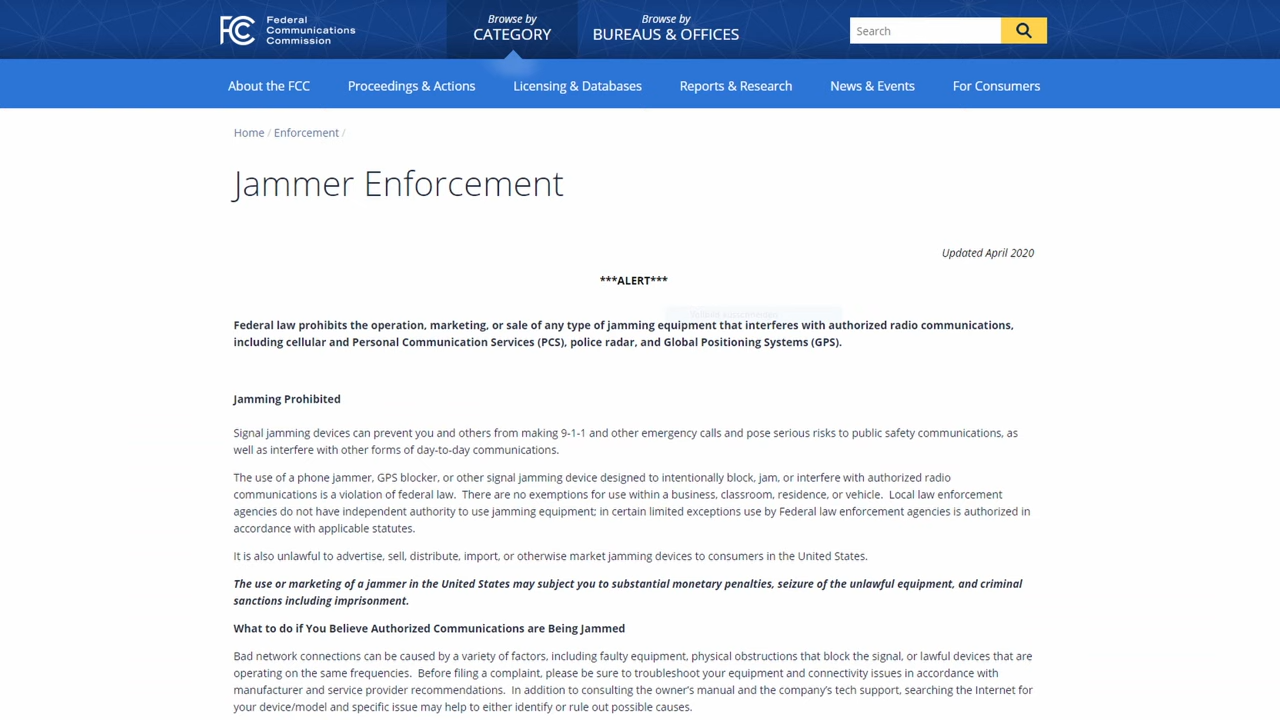 FCC
Federal
Communications
Commission
Browse by
CATEGORY
Browse by
BUREAUS & OFFICES
Search
About the FCC
Proceedings & Actions
Licensing & Databases
Reports & Research
News & Events
For Consumers
Home / Enforcement /
Jammer Enforcement
Updated April 2020
***ALERT***
Federal law prohibits the operation, marketing, or sale of any type of jamming equipment that interferes with authorized radio communications,
including cellular and Personal Communication Services (PCS), police radar, and Global Positioning Systems (GPS).
Jamming Prohibited
Signal jamming devices can prevent you and others from making 9-1-1 and other emergency calls and pose serious risks to public safety communications, as
well as interfere with other forms of day-to-day communications.
The use of a phone jammer, GPS blocker, or other signal jamming device designed to intentionally block, jam, or interfere with authorized radio
communications is a violation of federal law.  There are no exemptions for use within a business, classroom, residence, or vehicle.  Local law enforcement
agencies do not have independent authority to use jamming equipment; in certain limited exceptions use by Federal law enforcement agencies is authorized in
accordance with applicable statutes.
It is also unlawful to advertise, sell, distribute, import, or otherwise market jamming devices to consumers in the United States.
The use or marketing of a jammer in the United States may subject you to substantial monetary penalties, seizure of the unlawful equipment, and criminal
sanctions including imprisonment.
What to do if You Believe Authorized Communications are Being Jammed
Bad network connections can be caused by a variety of factors, including faulty equipment, physical obstructions that block the signal, or lawful devices that are
operating on the same frequencies.  Before filing a complaint, please be sure to troubleshoot your equipment and connectivity issues in accordance with
manufacturer and service provider recommendations.  In addition to consulting the owner's manual and the company's tech support, searching the Internet for
your device/model and specific issue may help to either identify or rule out possible causes.